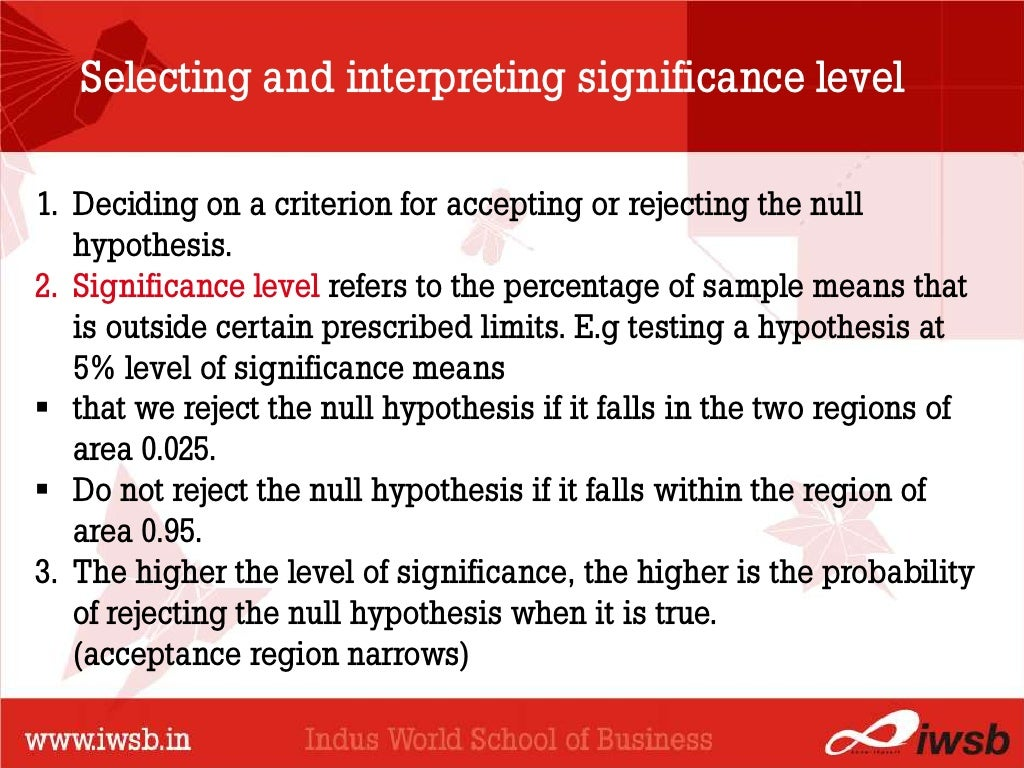 Selecting and interpreting significance level
1. Deciding on a criterion for accepting or rejecting the null
hypothesis.
2. Significance level refers to the percentage of sample means that
is outside certain prescribed limits. E.g testing a hypothesis at
5% level of significance means
▪ that we reject the null hypothesis if it falls in the two regions of
area 0.025.
▪ Do not reject the null hypothesis if it falls within the region of
area 0.95.
3. The higher the level of significance, the higher is the probability
of rejecting the null hypothesis when it is true.
(acceptance region narrows)
www.iwsb.in
Indus World School of Business
iwsb